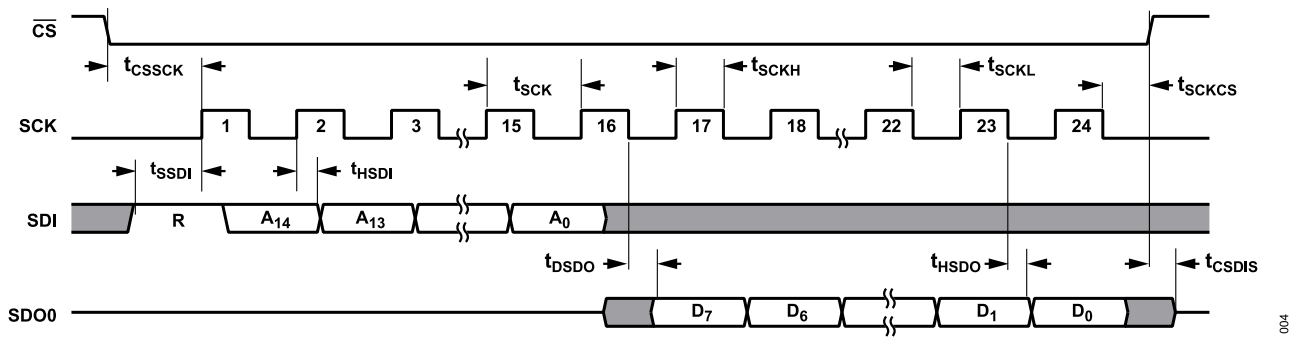 CS
tCSSCK
tSCK
tSCKH
tSCKL
tSCKCS
SCK
1 2 3 15 16 17 18 22 23 24
tSSDI
tHSDI
SDI
R A14 A13 A0
tDSDO
tHSDO
tCSDIS
SDO0
D7 D6 D1 D0
004